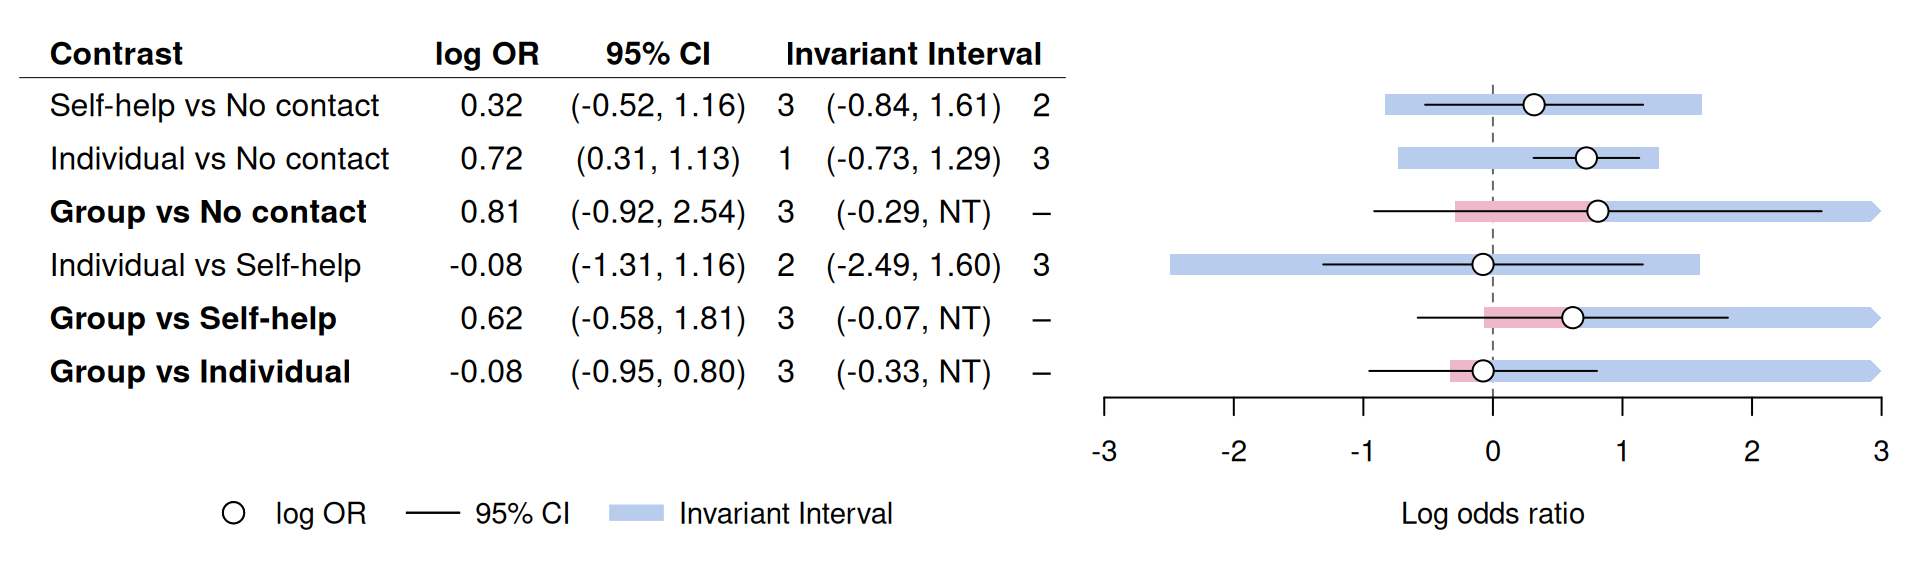 Contrast log OR 95% CI Invariant Interval
Self-help vs No contact 0.32 (-0.52, 1.16) 3 (-0.84, 1.61) 2
Individual vs No contact 0.72 (0.31, 1.13) 1 (-0.73, 1.29) 3
Group vs No contact 0.81 (-0.92, 2.54) 3 (-0.29, NT) –
Individual vs Self-help -0.08 (-1.31, 1.16) 2 (-2.49, 1.60) 3
Group vs Self-help 0.62 (-0.58, 1.81) 3 (-0.07, NT) –
Group vs Individual -0.08 (-0.95, 0.80) 3 (-0.33, NT) –
-3 -2 -1 0 1 2 3
log OR 95% CI Invariant Interval
Log odds ratio